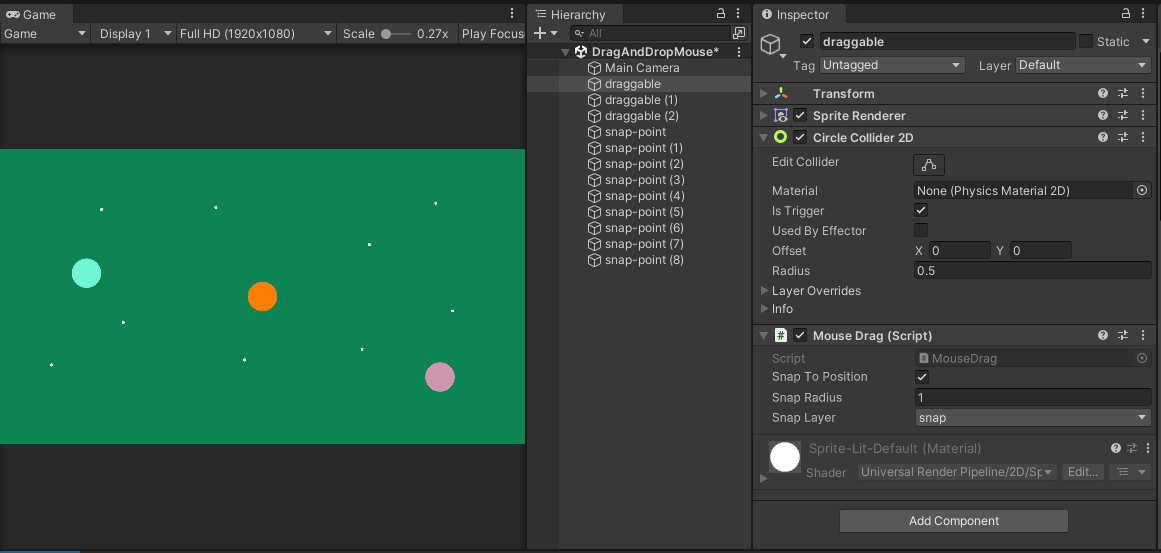 Game
Game Display 1 Full HD (1920x1080) Scale 0.27x Play Focus
Hierarchy
All
DragAndDropMouse*
Main Camera
draggable
draggable (1)
draggable (2)
snap-point
snap-point (1)
snap-point (2)
snap-point (3)
snap-point (4)
snap-point (5)
snap-point (6)
snap-point (7)
snap-point (8)
Inspector
draggable Static
Tag Untagged Layer Default
Transform
Sprite Renderer
Circle Collider 2D
Edit Collider
Material None (Physics Material 2D)
Is Trigger
Used By Effector
Offset X 0 Y 0
Radius 0.5
Layer Overrides
Info
# Mouse Drag (Script)
Script MouseDrag
Snap To Position
Snap Radius 1
Snap Layer snap
Sprite-Lit-Default (Material)
Shader Universal Render Pipeline/2D/Sp Edit...
Add Component